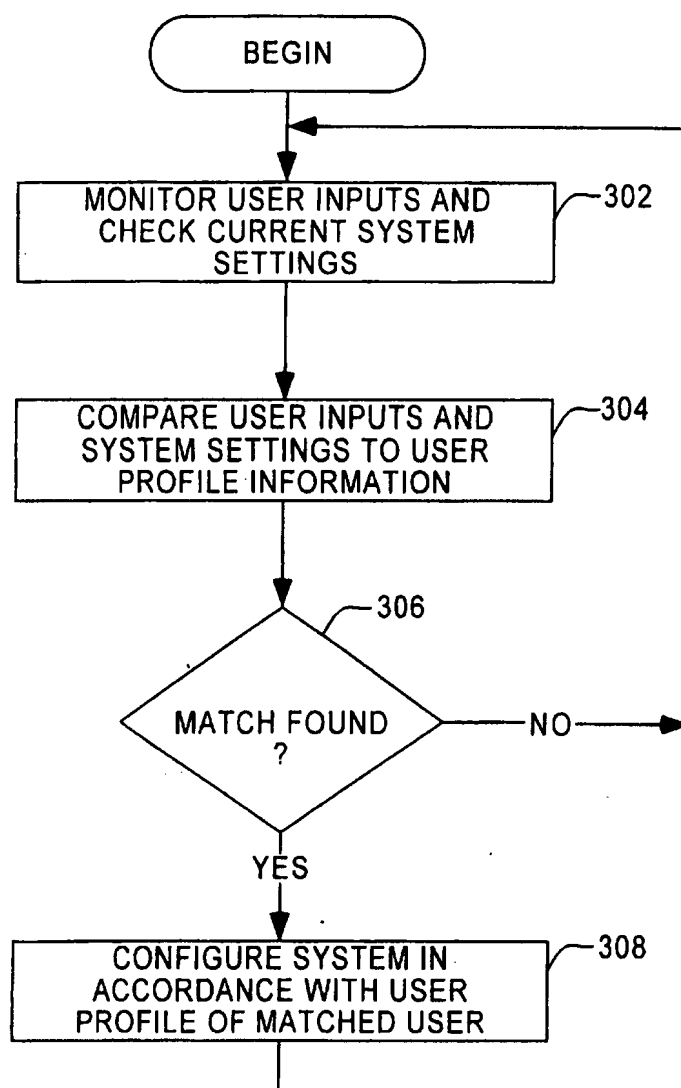 BEGIN
MONITOR USER INPUTS AND
CHECK CURRENT SYSTEM
SETTINGS
302
COMPARE USER INPUTS AND
SYSTEM SETTINGS TO USER
PROFILE INFORMATION
304
306
MATCH FOUND
?
NO
YES
CONFIGURE SYSTEM IN
ACCORDANCE WITH USER
PROFILE OF MATCHED USER
308